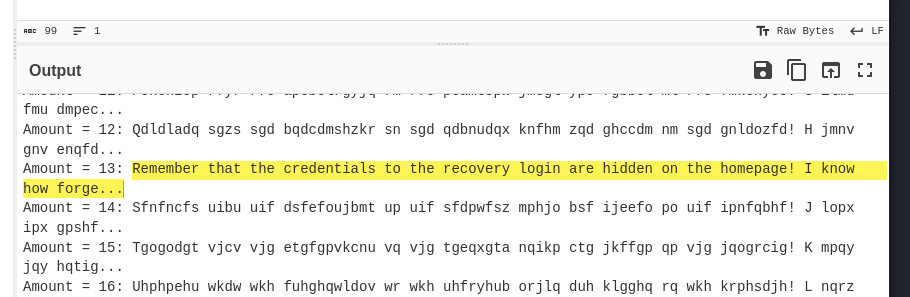 ABC 99 1 Tт Raw Bytes LF
Output
fmu dmpec...
Amount = 12: Qdldladq sgzs sgd bqdcdmshzkr sn sgd qdbnudqx knfhm zqd ghccdm nm sgd gnldozfd! H jmnv
gnv enqfd...
Amount = 13: Remember that the credentials to the recovery login are hidden on the homepage! I know
how forge...
Amount = 14: Sfnfncfs uibu uif dsfefoujbmt up uif sfdpwfsz mphjo bsf ijeefo po uif ipnfqbhf! J lopx
ipx gpshf...
Amount = 15: Tgogodgt vjcv vjg etgfgpvkcnu vq vjg tgeqxgta nqikp ctg jkffgp qp vjg jqogrcig! K mpqy
jqy hqtig...
Amount = 16: Uhphpehu wkdw wkh fuhghqwldov wr wkh uhfryhub orjlq duh klgghq rq wkh krphsdjh! L nqrz